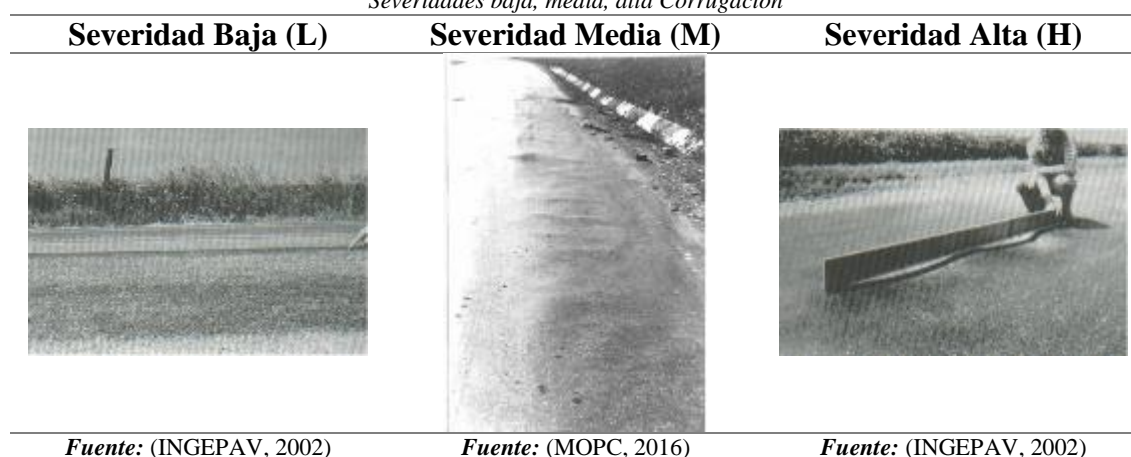 Severidades baja, media, alta Corrugación
Severidad Baja (L) Severidad Media (M) Severidad Alta (H)
Fuente: (INGEPAV, 2002) Fuente: (MOPC, 2016) Fuente: (INGEPAV, 2002)